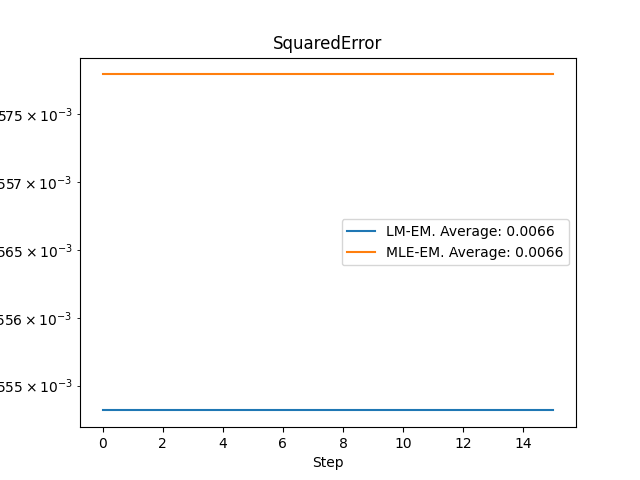 SquaredError
575 × 10⁻³
557 × 10⁻³
565 × 10⁻³
556 × 10⁻³
555 × 10⁻³
LM-EM. Average: 0.0066
MLE-EM. Average: 0.0066
0 2 4 6 8 10 12 14
Step